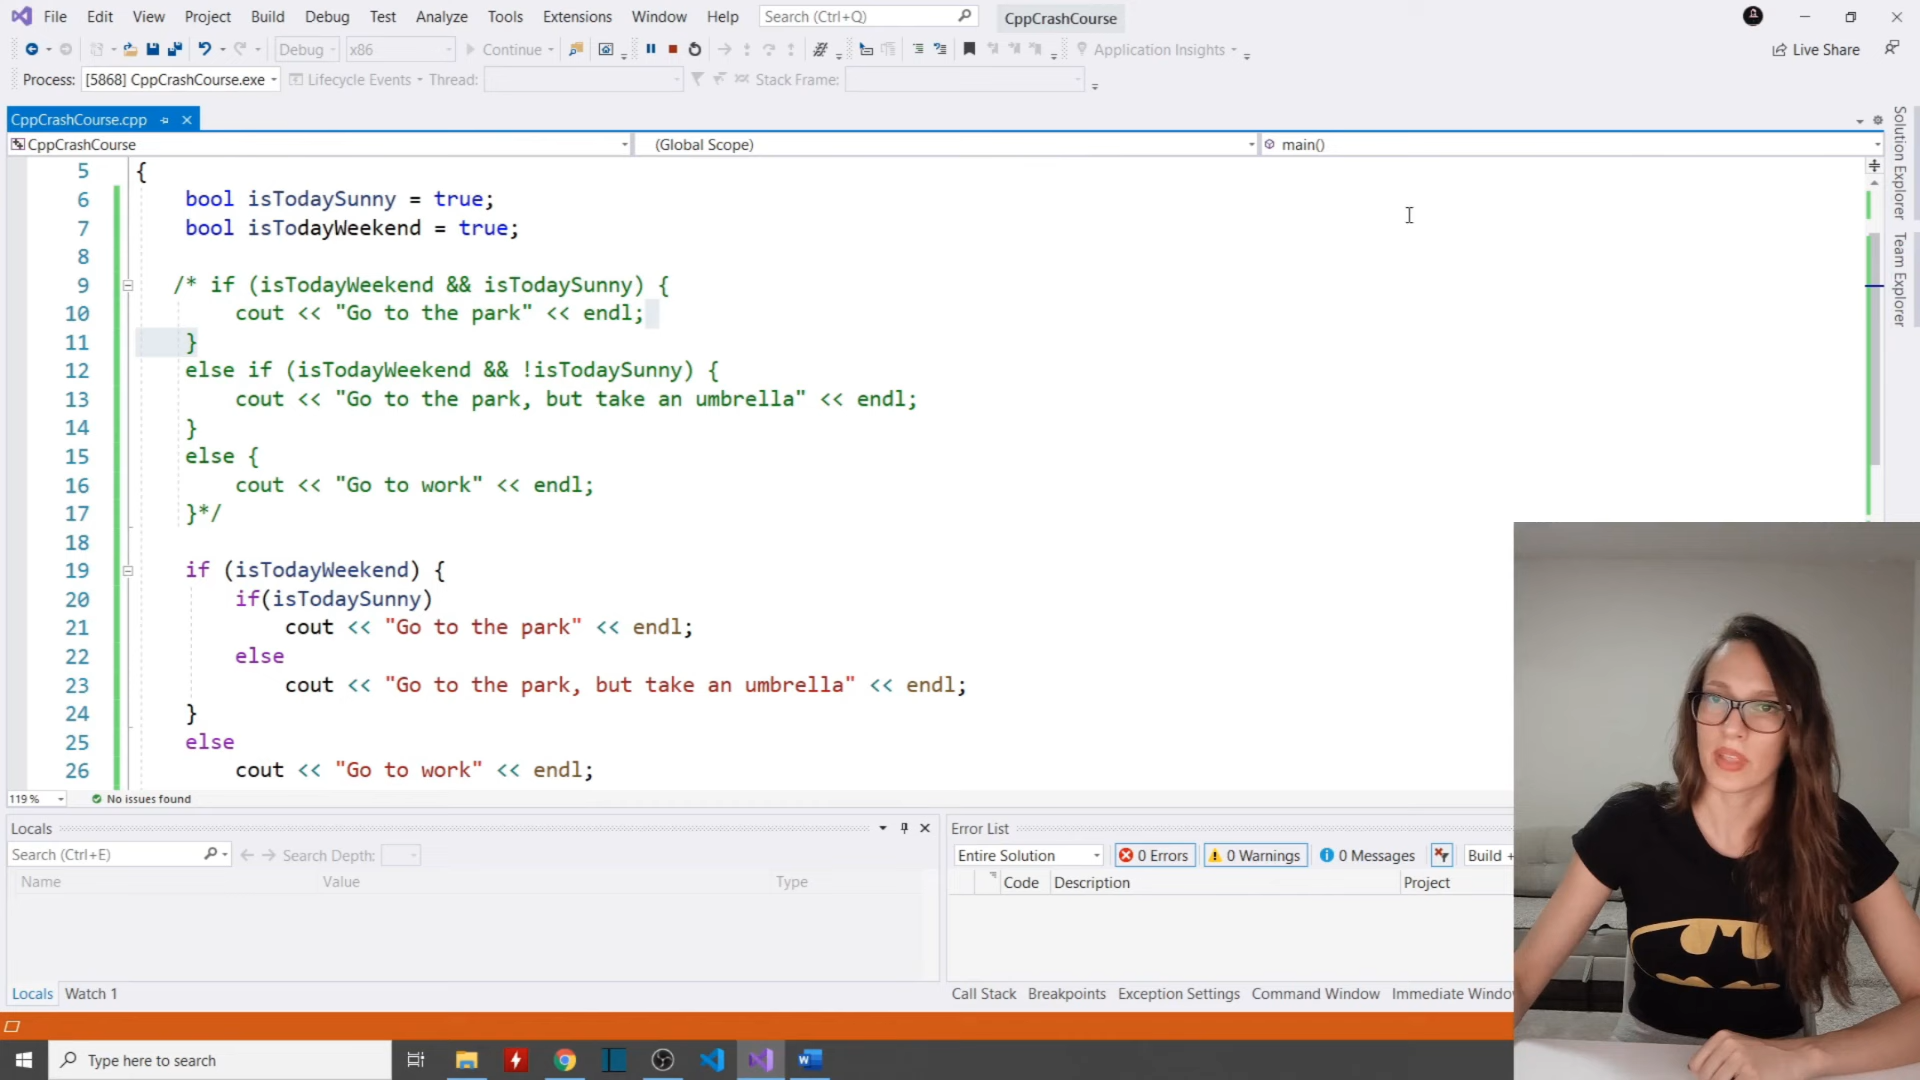 File Edit View Project Build Debug Test Analyze Tools Extensions Window Help Search (Ctrl+Q) CppCrashCourse
Debug x86 Continue Application Insights Live Share
Process: [5868] CppCrashCourse.exe Lifecycle Events Thread: Stack Frame:
CppCrashCourse.cpp
CppCrashCourse (Global Scope) main()
Solution Explorer
Team Explorer
5 {
6 bool isTodaySunny = true;
7 bool isTodayWeekend = true;
8
9 /* if (isTodayWeekend && isTodaySunny) {
10 cout << "Go to the park" << endl;
11 }
12 else if (isTodayWeekend && !isTodaySunny) {
13 cout << "Go to the park, but take an umbrella" << endl;
14 }
15 else {
16 cout << "Go to work" << endl;
17 }*/
18
19 if (isTodayWeekend) {
20 if(isTodaySunny)
21 cout << "Go to the park" << endl;
22 else
23 cout << "Go to the park, but take an umbrella" << endl;
24 }
25 else
26 cout << "Go to work" << endl;
119 % No issues found
Locals
Search (Ctrl+E) Search Depth:
Name Value Type
Locals Watch 1
Error List
Entire Solution 0 Errors 0 Warnings 0 Messages Build +
Code Description Project
Call Stack Breakpoints Exception Settings Command Window Immediate Windo
Type here to search